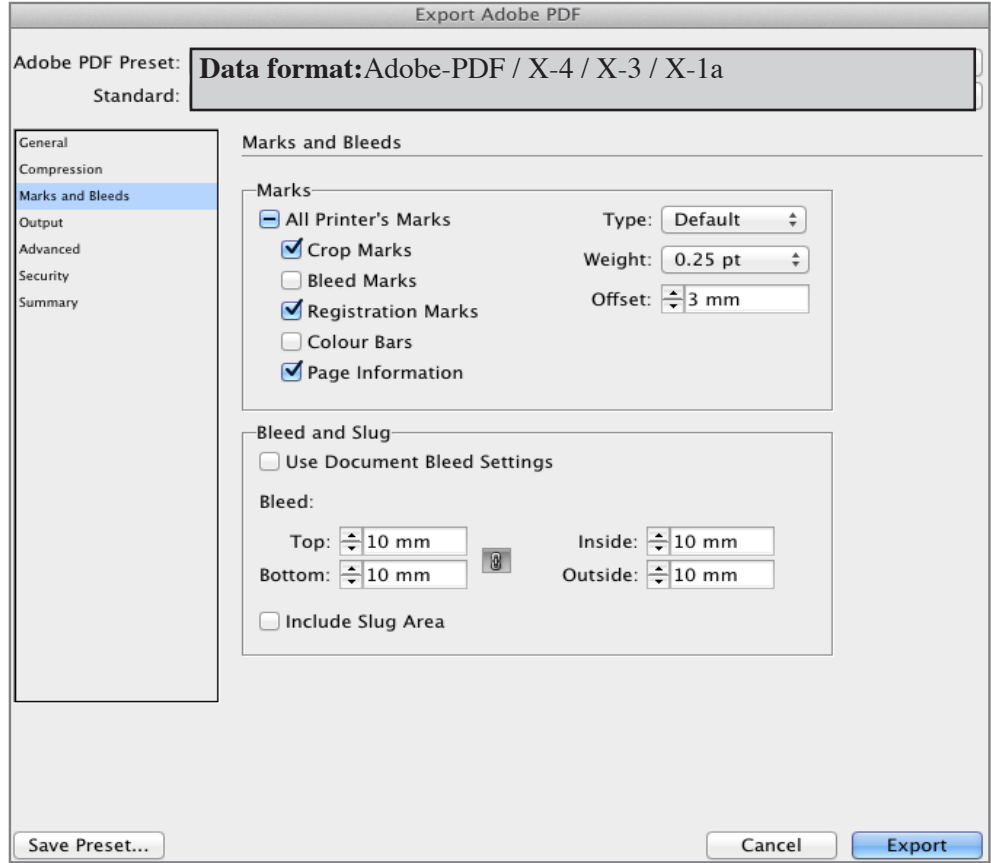 Export Adobe PDF
Adobe PDF Preset:
Data format:Adobe-PDF / X-4 / X-3 / X-1a
Standard:
General
Compression
Marks and Bleeds
Output
Advanced
Security
Summary
Marks and Bleeds
Marks
All Printer's Marks
Crop Marks
Bleed Marks
Registration Marks
Colour Bars
Page Information
Type: Default
Weight: 0.25 pt
Offset: 3 mm
Bleed and Slug
Use Document Bleed Settings
Bleed:
Top: 10 mm
Bottom: 10 mm
Inside: 10 mm
Outside: 10 mm
Include Slug Area
Save Preset...
Cancel
Export